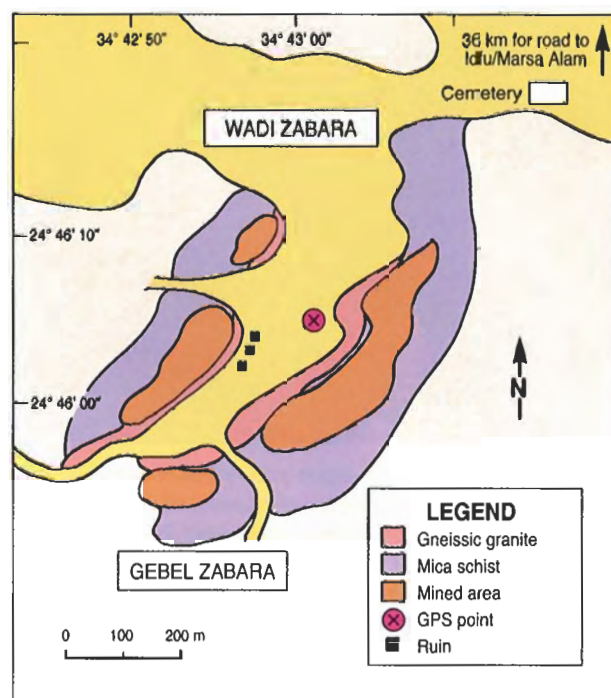 34° 42' 50"
34° 43' 00"
36 km for road to
Idfu/Marsa Alam
Cemetery
WADI ZABARA
24° 46' 10"
24° 46' 00"
N
LEGEND
Gneissic granite
Mica schist
Mined area
GPS point
Ruin
GEBEL ZABARA
0 100 200 m